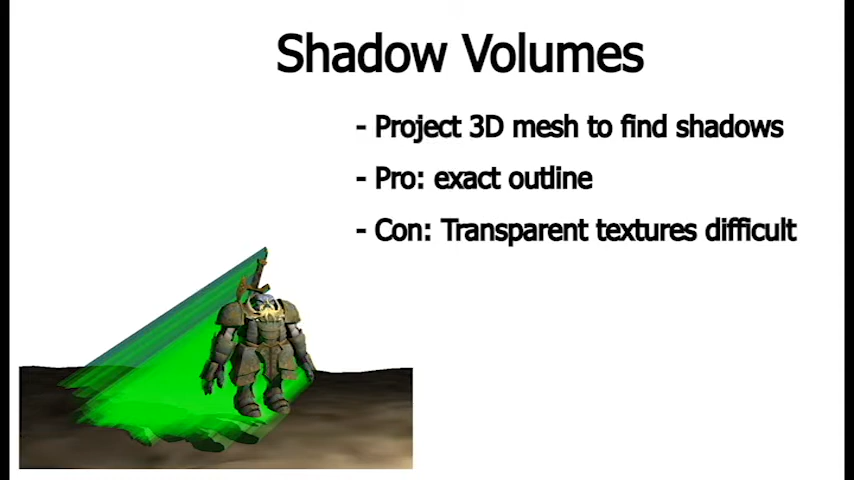 Shadow Volumes
- Project 3D mesh to find shadows
- Pro: exact outline
- Con: Transparent textures difficult